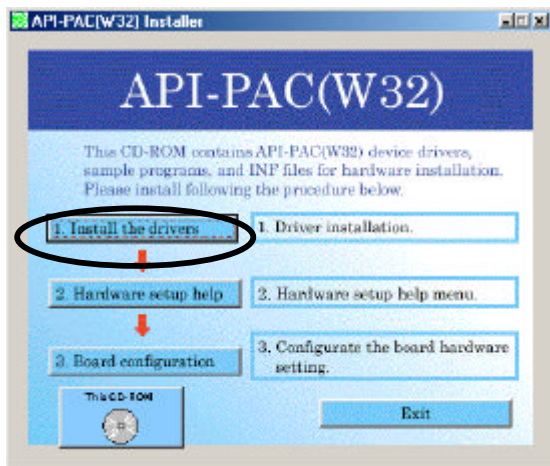 API-PAC(W32) Installer
API-PAC(W32)
This CD-ROM contains API-PAC(W32) device drivers,
sample programs, and INF files for hardware installation.
Please install following the procedure below.
1. Install the drivers
1. Driver installation.
2. Hardware setup help
2. Hardware setup help menu.
3. Board configuration
3. Configurate the board hardware
setting.
This CD-ROM
Exit